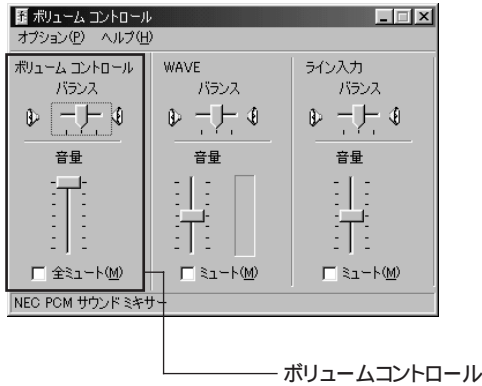 ボリューム コントロール
オプション(P) ヘルプ(H)
ボリューム コントロール
バランス
音量
全ミュート(M)
WAVE
バランス
音量
ミュート(M)
ライン入力
バランス
音量
ミュート(M)
NEC PCM サウンド ミキサー
ボリュームコントロール